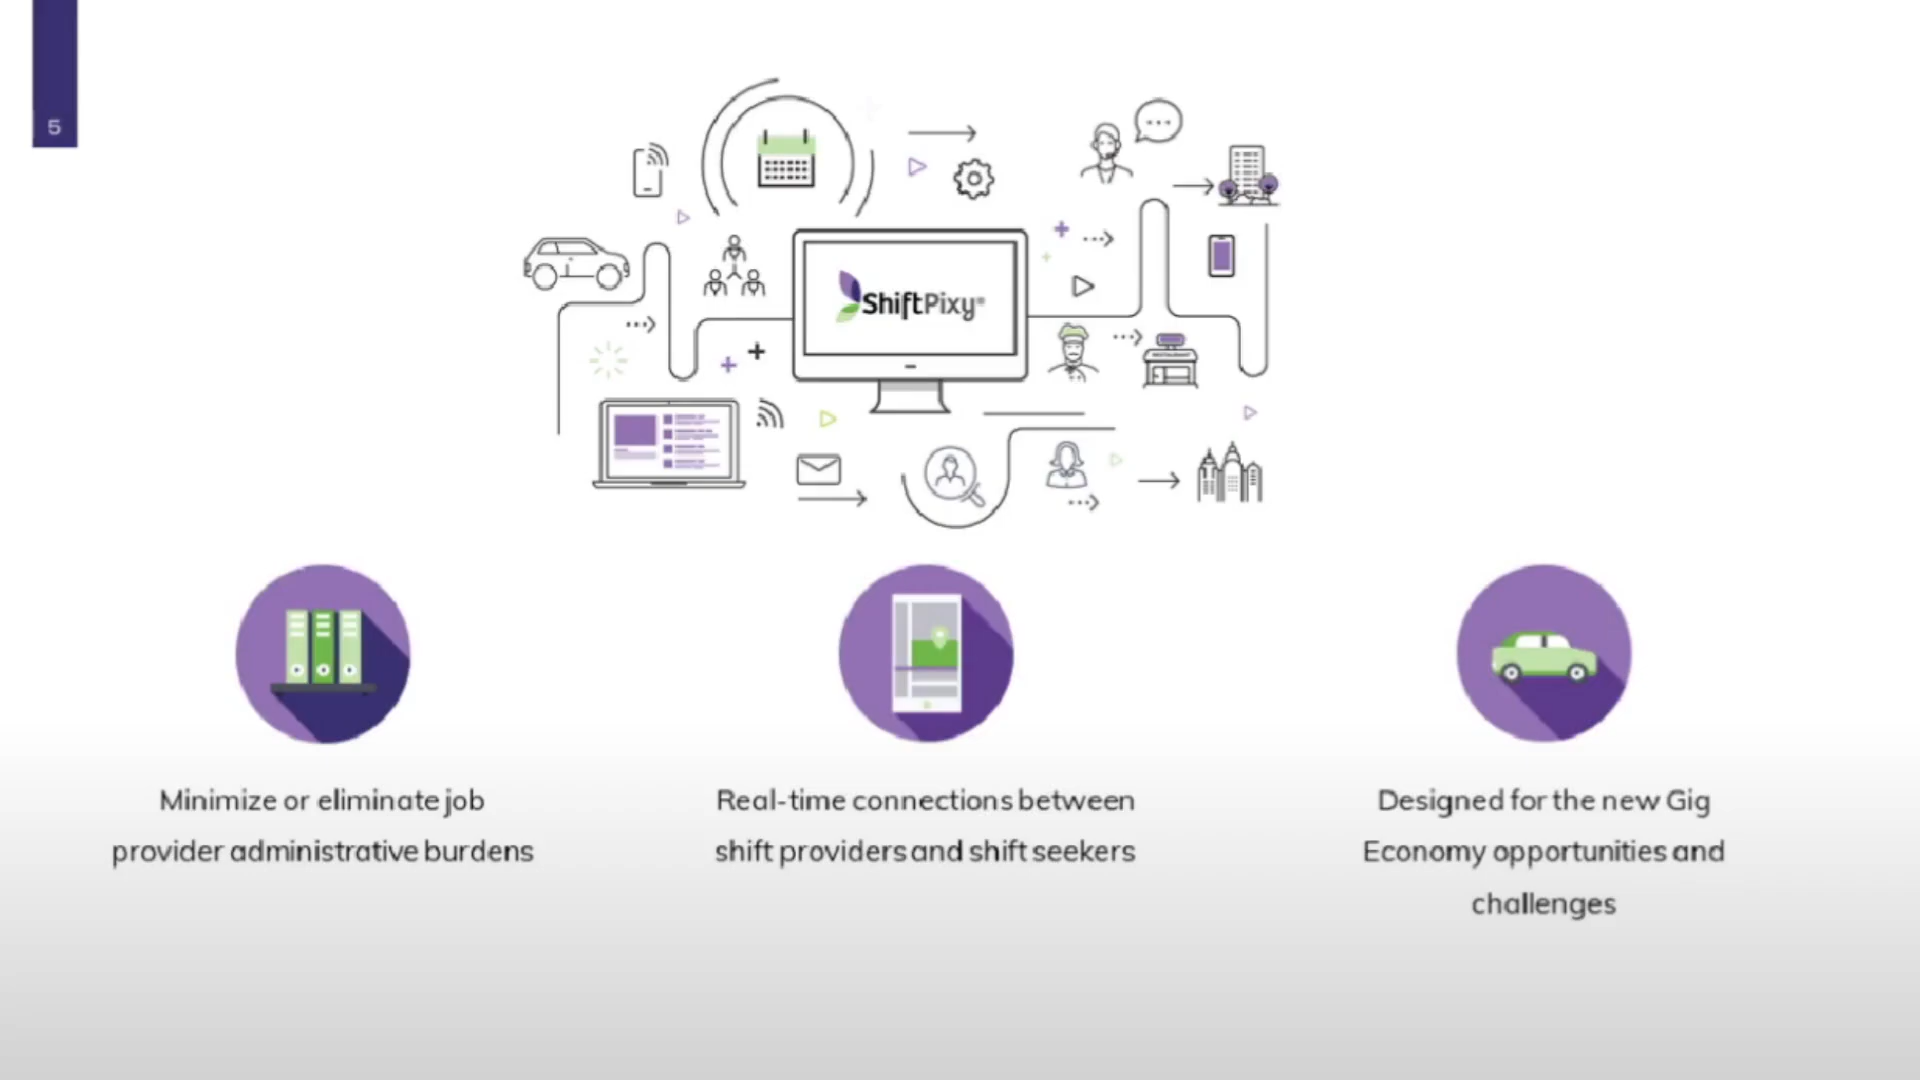 5
ShiftPixy®
RESTAURANT
Minimize or eliminate job
provider administrative burdens
Real-time connections between
shift providers and shift seekers
Designed for the new Gig
Economy opportunities and
challenges